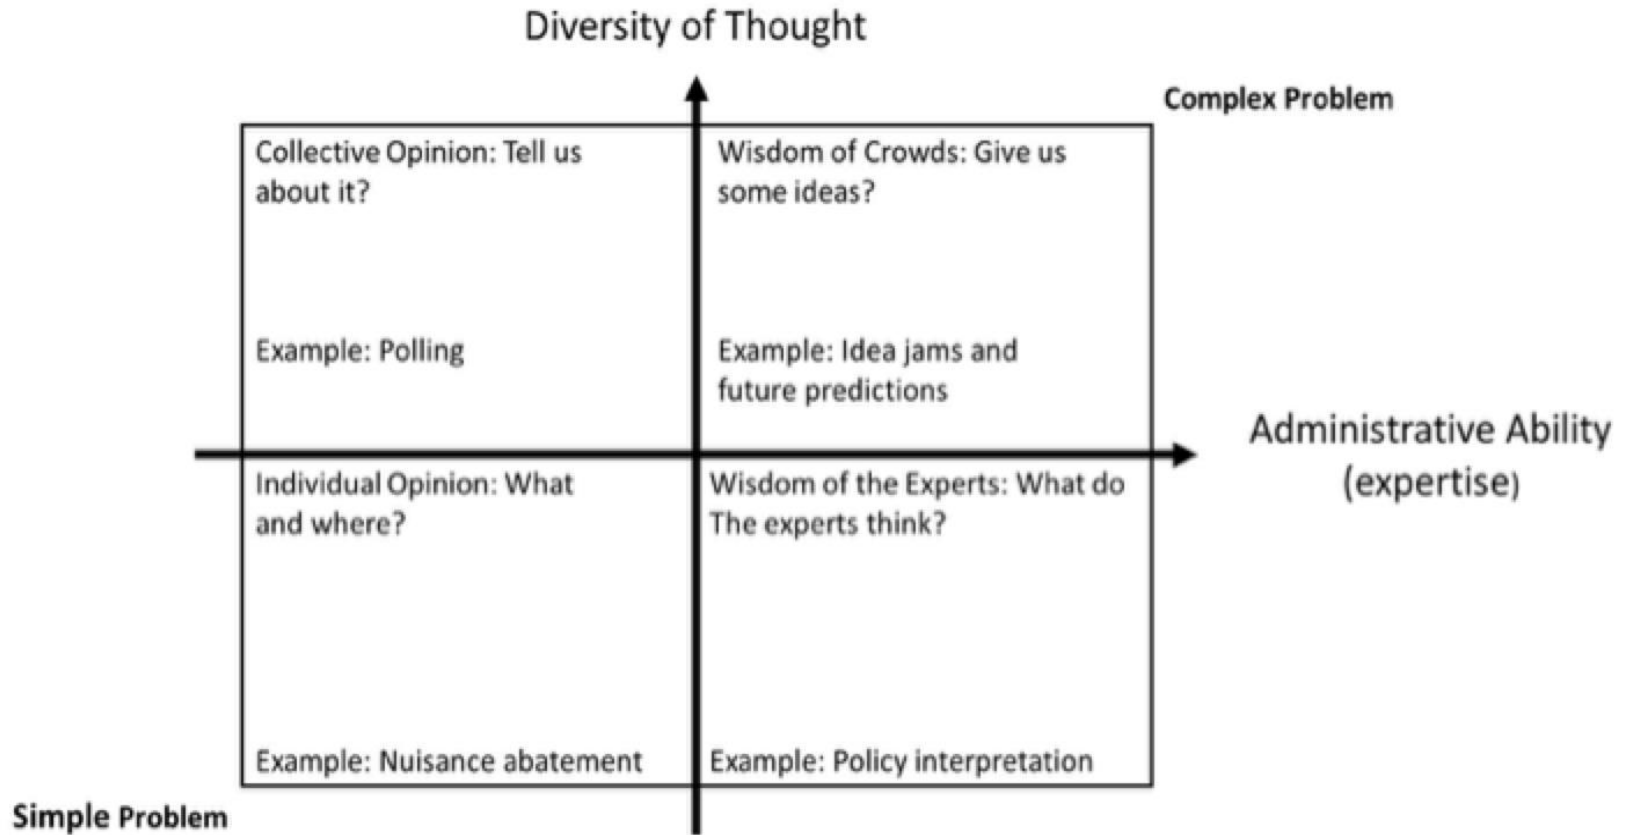 Diversity of Thought
Complex Problem
Collective Opinion: Tell us
about it?
Wisdom of Crowds: Give us
some ideas?
Example: Polling
Example: Idea jams and
future predictions
Administrative Ability
(expertise)
Individual Opinion: What
and where?
Wisdom of the Experts: What do
The experts think?
Example: Nuisance abatement
Example: Policy interpretation
Simple Problem